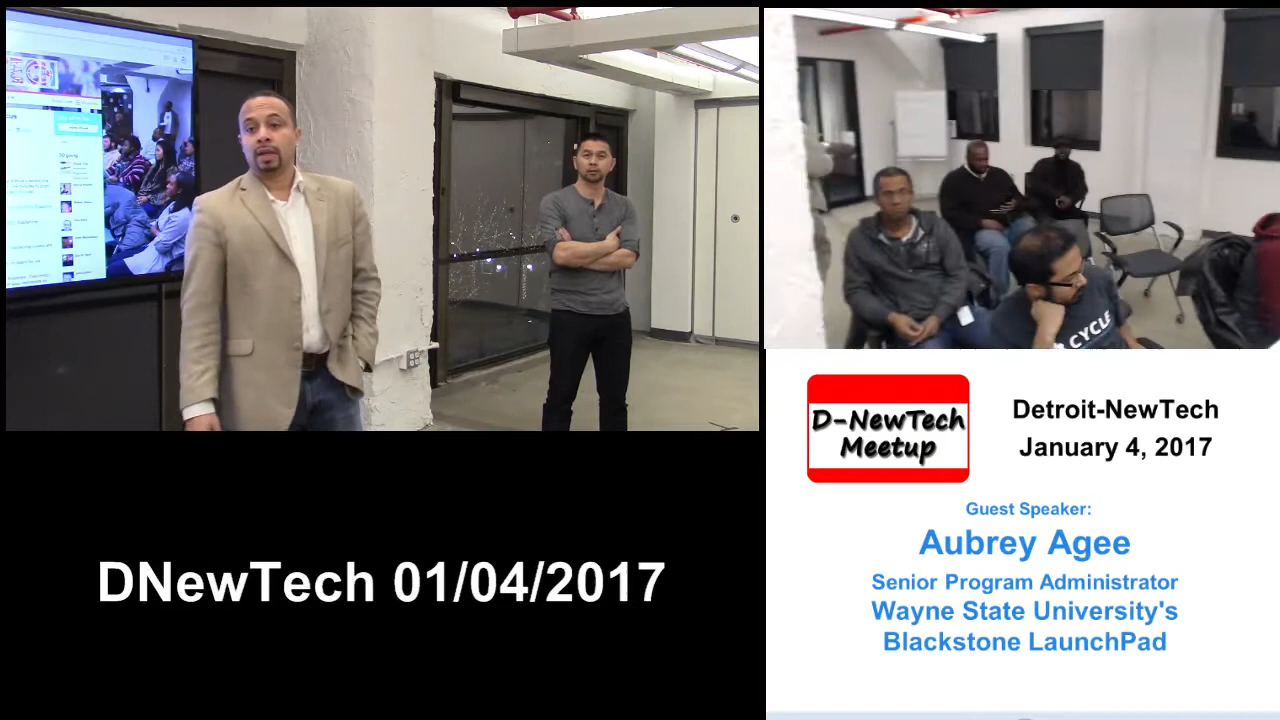 CYCLE
D-NewTech
Meetup
Detroit-NewTech
January 4, 2017
Guest Speaker:
Aubrey Agee
Senior Program Administrator
Wayne State University's
Blackstone LaunchPad
DNewTech 01/04/2017